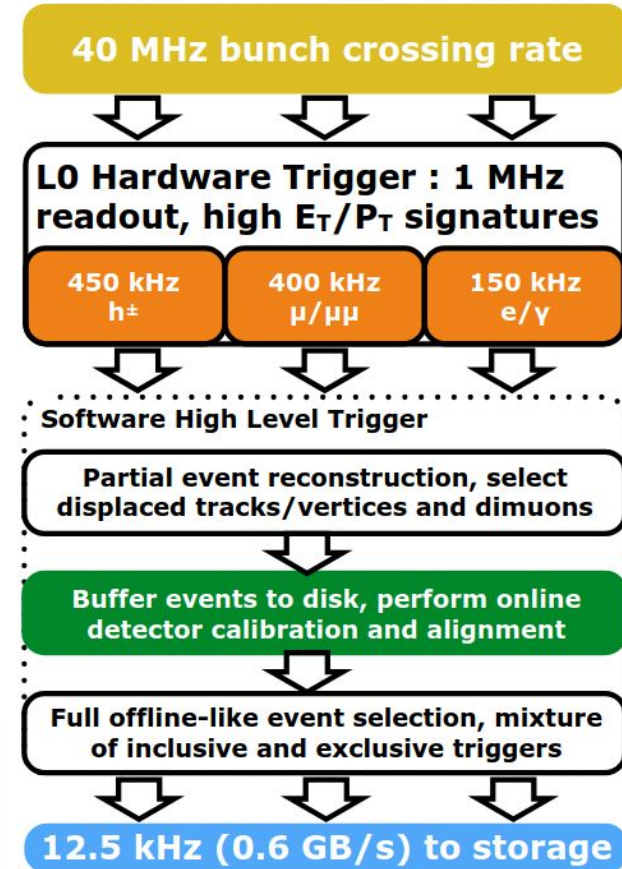 40 MHz bunch crossing rate
L0 Hardware Trigger : 1 MHz
readout, high E_T/P_T signatures
450 kHz
h±
400 kHz
μ/μμ
150 kHz
e/γ
Software High Level Trigger
Partial event reconstruction, select
displaced tracks/vertices and dimuons
Buffer events to disk, perform online
detector calibration and alignment
Full offline-like event selection, mixture
of inclusive and exclusive triggers
12.5 kHz (0.6 GB/s) to storage